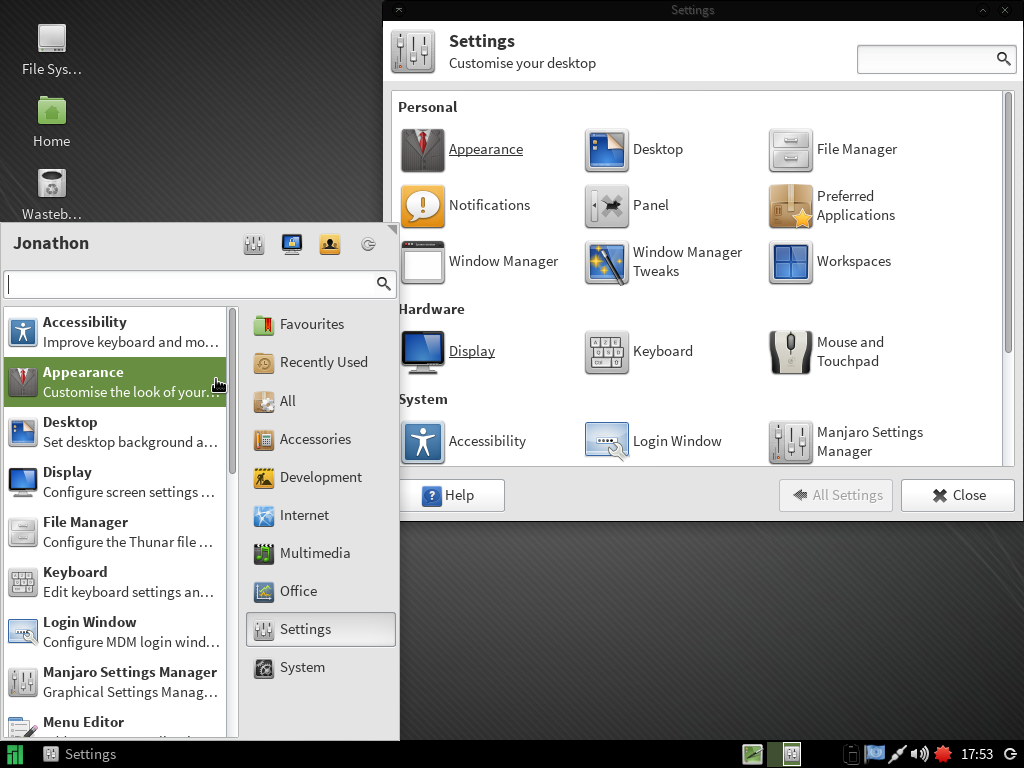 File Sys…
Home
Wasteb…
Settings
Settings
Customise your desktop
Personal
Appearance
Desktop
File Manager
Notifications
Panel
Preferred
Applications
Window Manager
Window Manager
Tweaks
Workspaces
Hardware
Display
Keyboard
Mouse and
Touchpad
System
Accessibility
Login Window
Manjaro Settings
Manager
Help
All Settings
Close
Jonathon
Accessibility
Improve keyboard and mo…
Appearance
Customise the look of your…
Desktop
Set desktop background a…
Display
Configure screen settings …
File Manager
Configure the Thunar file …
Keyboard
Edit keyboard settings an…
Login Window
Configure MDM login wind…
Manjaro Settings Manager
Graphical Settings Manag…
Menu Editor
Favourites
Recently Used
All
Accessories
Development
Internet
Multimedia
Office
Settings
System
Settings
17:53